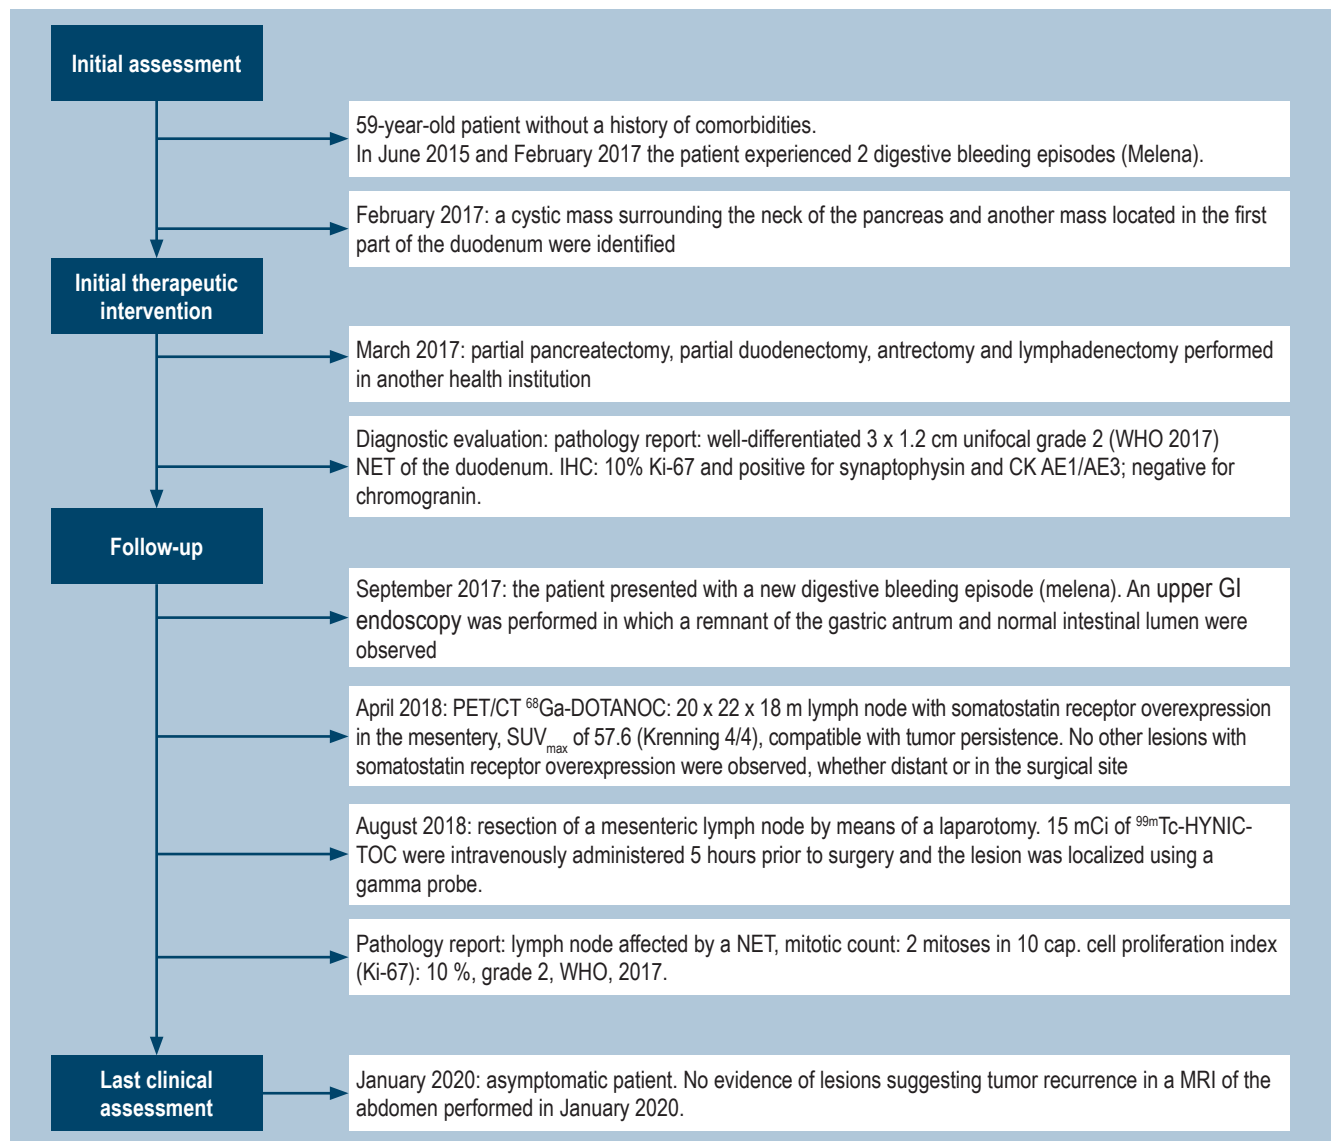 Initial assessment
59-year-old patient without a history of comorbidities.
In June 2015 and February 2017 the patient experienced 2 digestive bleeding episodes (Melena).
February 2017: a cystic mass surrounding the neck of the pancreas and another mass located in the first
part of the duodenum were identified
Initial therapeutic
intervention
March 2017: partial pancreatectomy, partial duodenectomy, antrectomy and lymphadenectomy performed
in another health institution
Diagnostic evaluation: pathology report: well-differentiated 3 x 1.2 cm unifocal grade 2 (WHO 2017)
NET of the duodenum. IHC: 10% Ki-67 and positive for synaptophysin and CK AE1/AE3; negative for
chromogranin.
Follow-up
September 2017: the patient presented with a new digestive bleeding episode (melena). An upper GI
endoscopy was performed in which a remnant of the gastric antrum and normal intestinal lumen were
observed
April 2018: PET/CT ⁶⁸Ga-DOTANOC: 20 x 22 x 18 m lymph node with somatostatin receptor overexpression
in the mesentery, SUVmax of 57.6 (Krenning 4/4), compatible with tumor persistence. No other lesions with
somatostatin receptor overexpression were observed, whether distant or in the surgical site
August 2018: resection of a mesenteric lymph node by means of a laparotomy. 15 mCi of ⁹⁹ᵐTc-HYNIC-
TOC were intravenously administered 5 hours prior to surgery and the lesion was localized using a
gamma probe.
Pathology report: lymph node affected by a NET, mitotic count: 2 mitoses in 10 cap. cell proliferation index
(Ki-67): 10 %, grade 2, WHO, 2017.
Last clinical
assessment
January 2020: asymptomatic patient. No evidence of lesions suggesting tumor recurrence in a MRI of the
abdomen performed in January 2020.